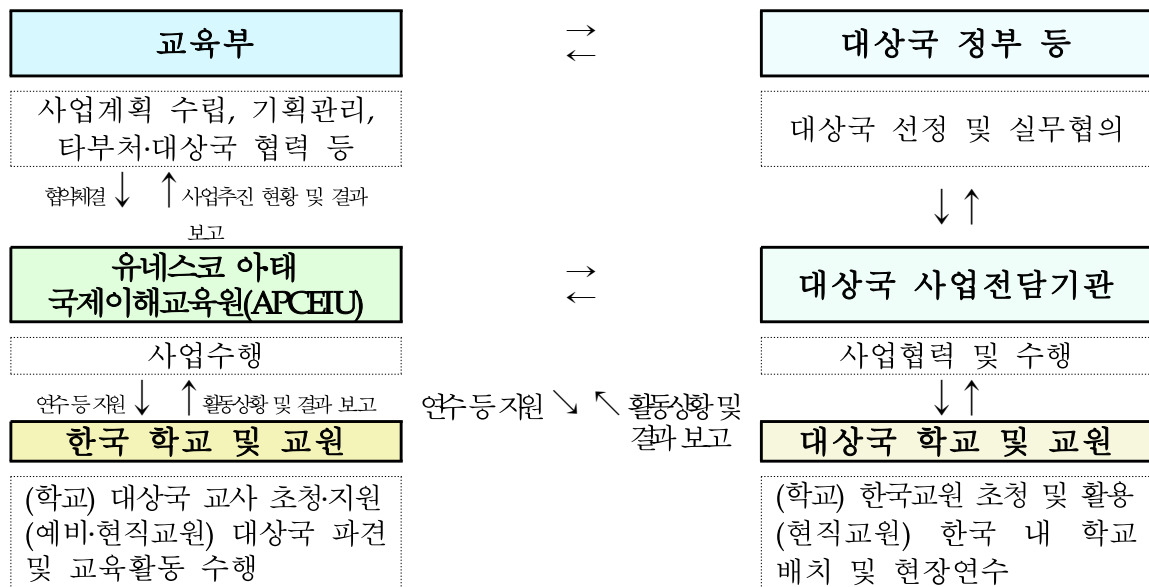 교육부
→
←
대상국 정부 등
사업계획 수립, 기획관리,
타부처·대상국 협력 등
대상국 선정 및 실무협의
협약체결 ↓ ↑ 사업추진 현황 및 결과
보고
↓ ↑
유네스코 아·태
국제이해교육원(APCEIU)
→
←
대상국 사업전담기관
사업수행
사업협력 및 수행
연수 등 지원 ↓ ↑ 활동상황 및 결과 보고
연수 등 지원 ↘ ↖ 활동상황 및
결과 보고
↓ ↑
한국 학교 및 교원
대상국 학교 및 교원
(학교) 대상국 교사 초청·지원
(예비·현직교원) 대상국 파견
및 교육활동 수행
(학교) 한국교원 초청 및 활용
(현직교원) 한국 내 학교
배치 및 현장연수